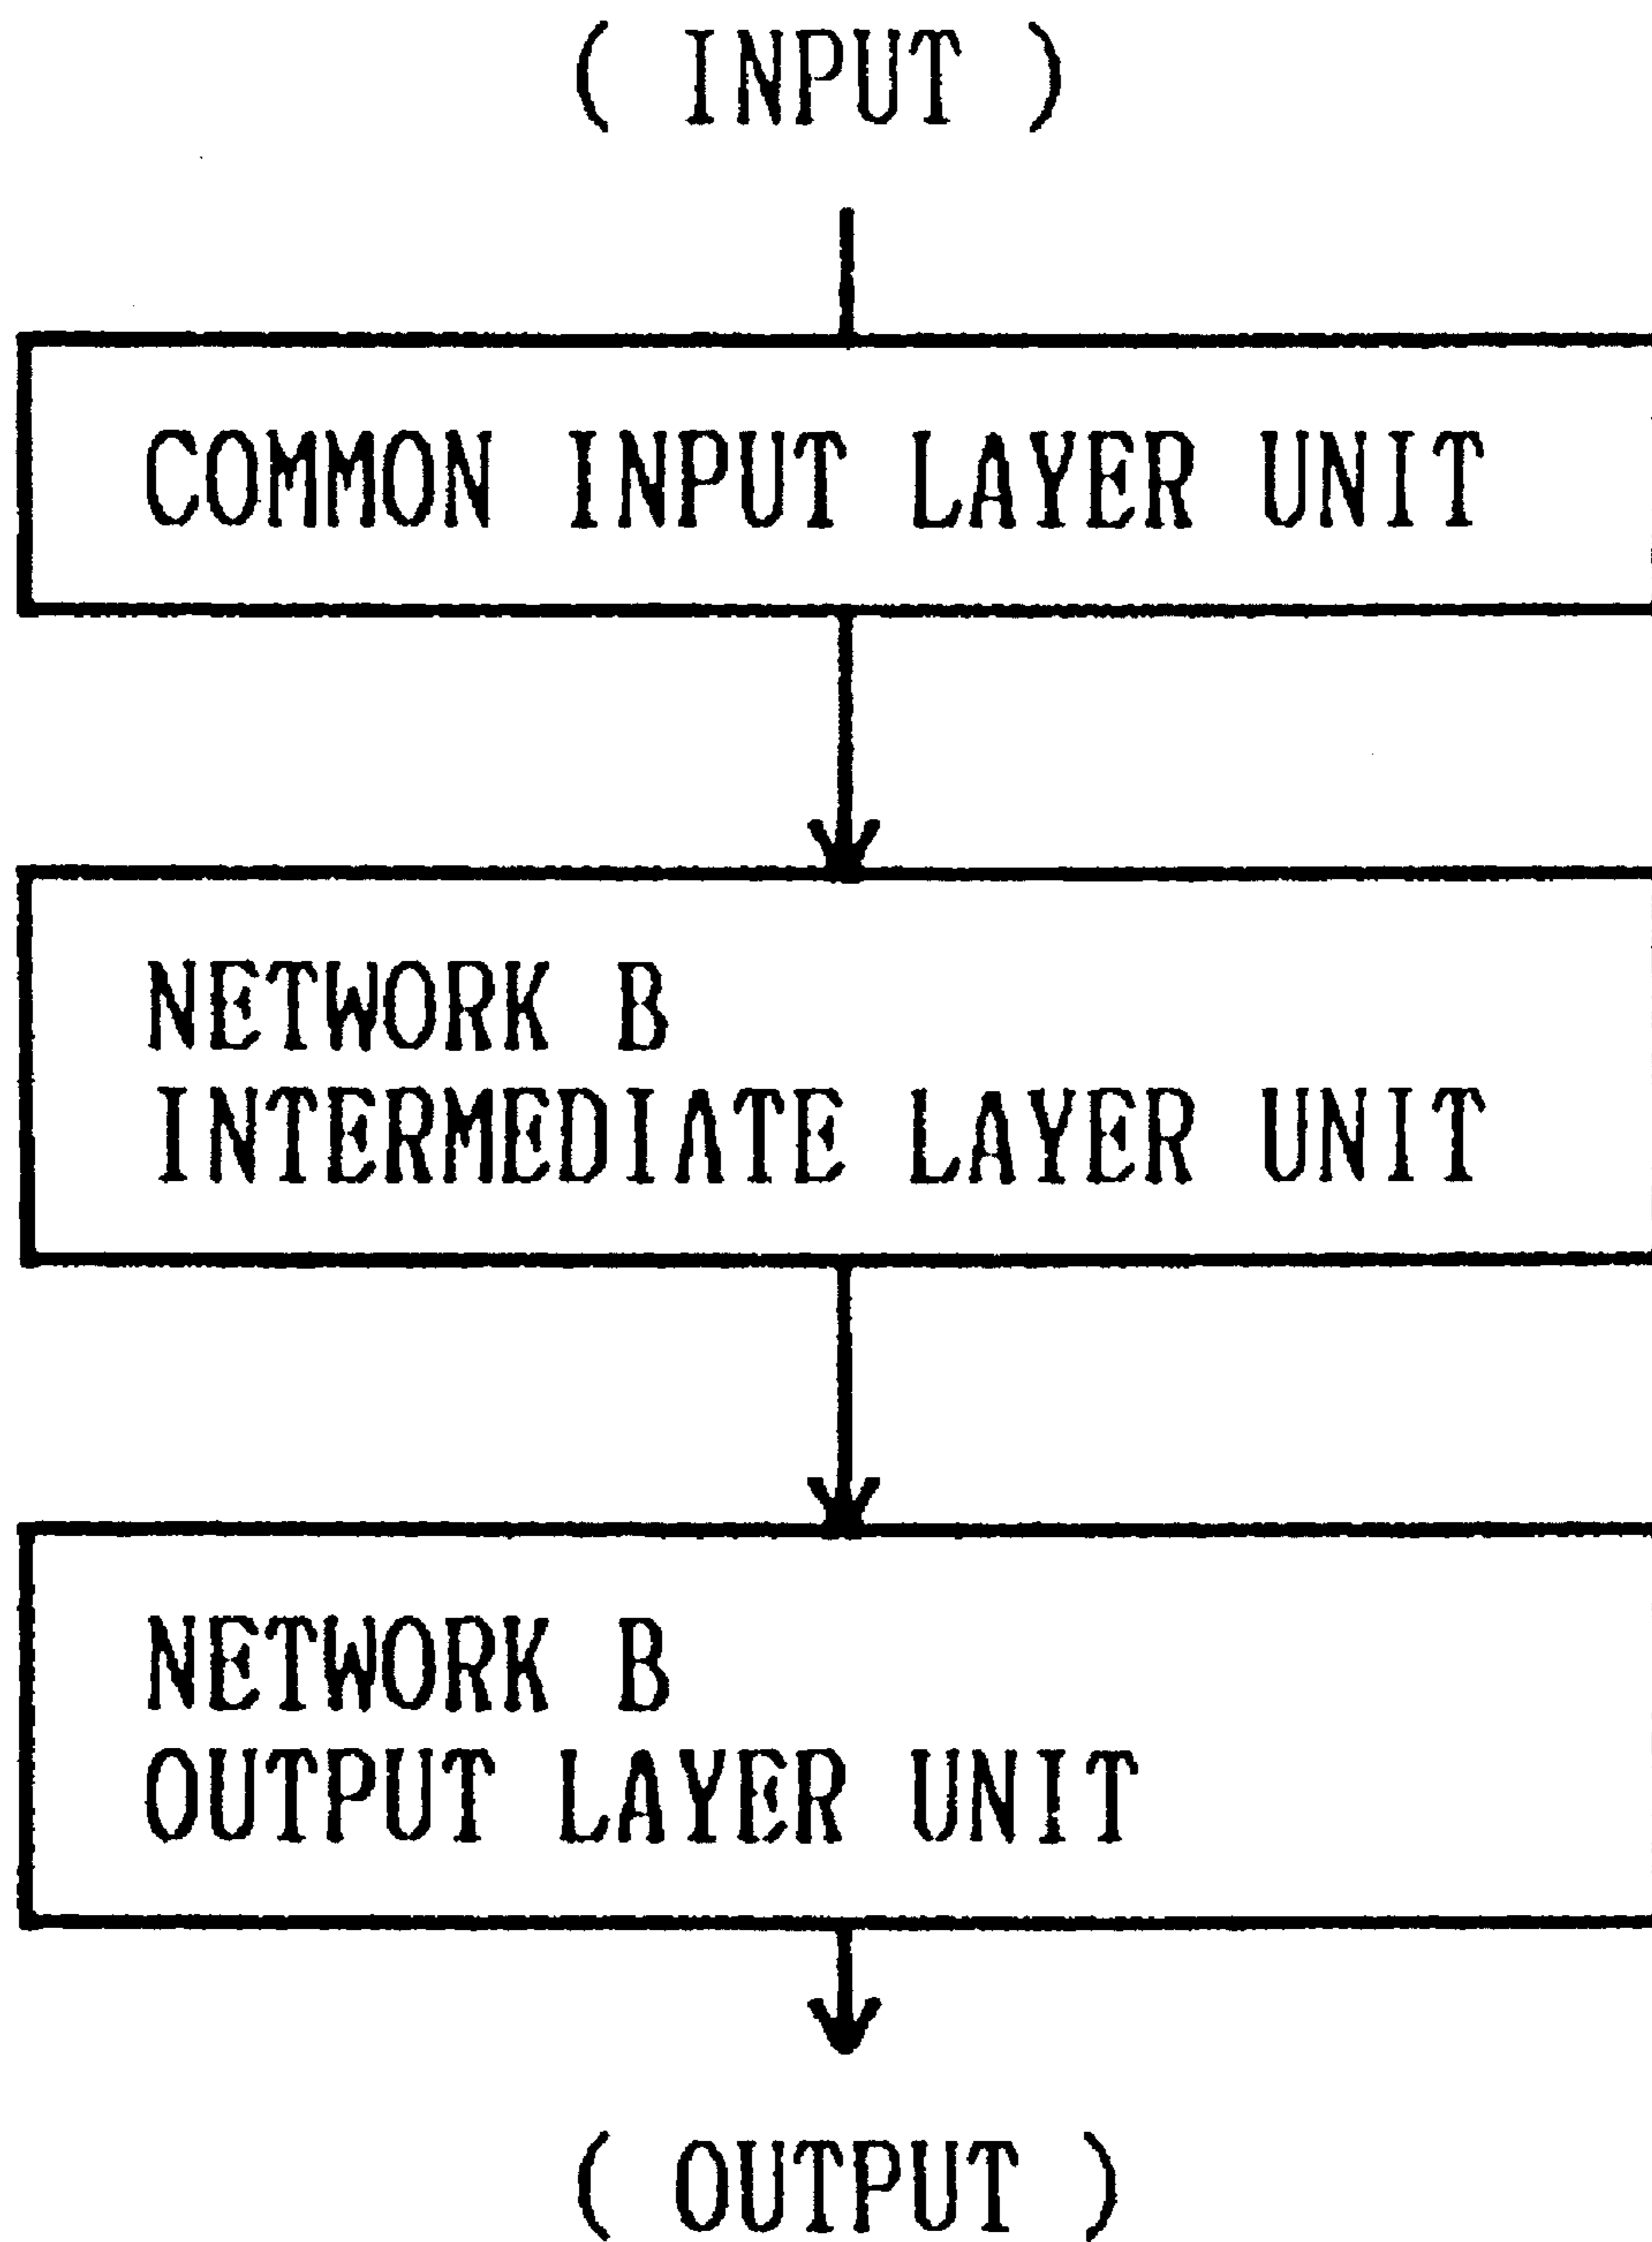 ( INPUT )
COMMON INPUT LAYER UNIT
NETWORK B
INTERMEDIATE LAYER UNIT
NETWORK B
OUTPUT LAYER UNIT
( OUTPUT )